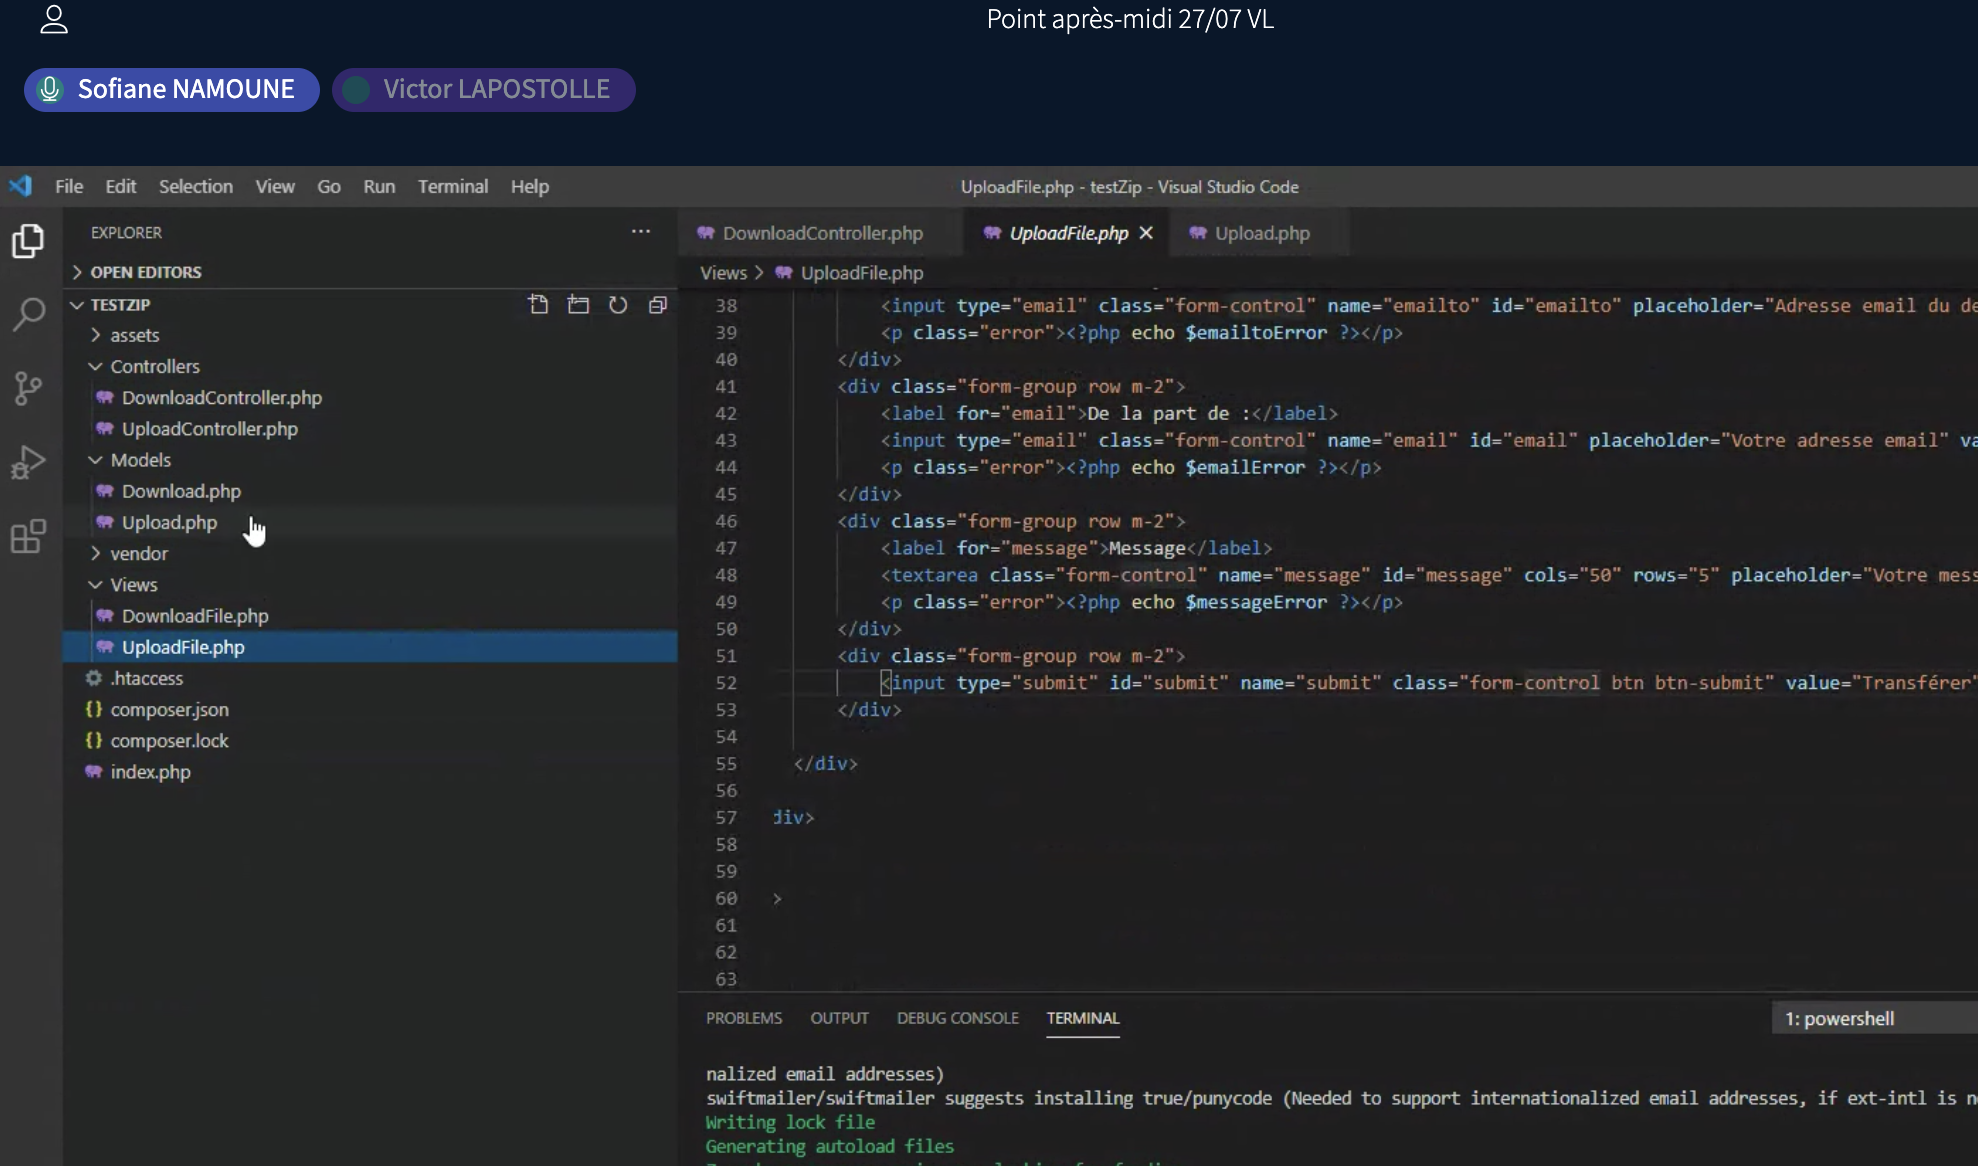 Point après-midi 27/07 VL
Sofiane NAMOUNE
Victor LAPOSTOLLE
File Edit Selection View Go Run Terminal Help
UploadFile.php - testZip - Visual Studio Code
EXPLORER
OPEN EDITORS
TESTZIP
assets
Controllers
DownloadController.php
UploadController.php
Models
Download.php
Upload.php
vendor
Views
DownloadFile.php
UploadFile.php
.htaccess
composer.json
composer.lock
index.php
DownloadController.php UploadFile.php Upload.php
Views > UploadFile.php
38 <input type="email" class="form-control" name="emailto" id="emailto" placeholder="Adresse email du de
39 <p class="error"><?php echo $emailtoError ?></p>
40 </div>
41 <div class="form-group row m-2">
42 <label for="email">De la part de :</label>
43 <input type="email" class="form-control" name="email" id="email" placeholder="Votre adresse email" va
44 <p class="error"><?php echo $emailError ?></p>
45 </div>
46 <div class="form-group row m-2">
47 <label for="message">Message</label>
48 <textarea class="form-control" name="message" id="message" cols="50" rows="5" placeholder="Votre mess
49 <p class="error"><?php echo $messageError ?></p>
50 </div>
51 <div class="form-group row m-2">
52 <input type="submit" id="submit" name="submit" class="form-control btn btn-submit" value="Transférer"
53 </div>
54
55 </div>
56
57 div>
58
59
60 >
61
62
63
PROBLEMS OUTPUT DEBUG CONSOLE TERMINAL
1: powershell
nalized email addresses)
swiftmailer/swiftmailer suggests installing true/punycode (Needed to support internationalized email addresses, if ext-intl is n
Writing lock file
Generating autoload files